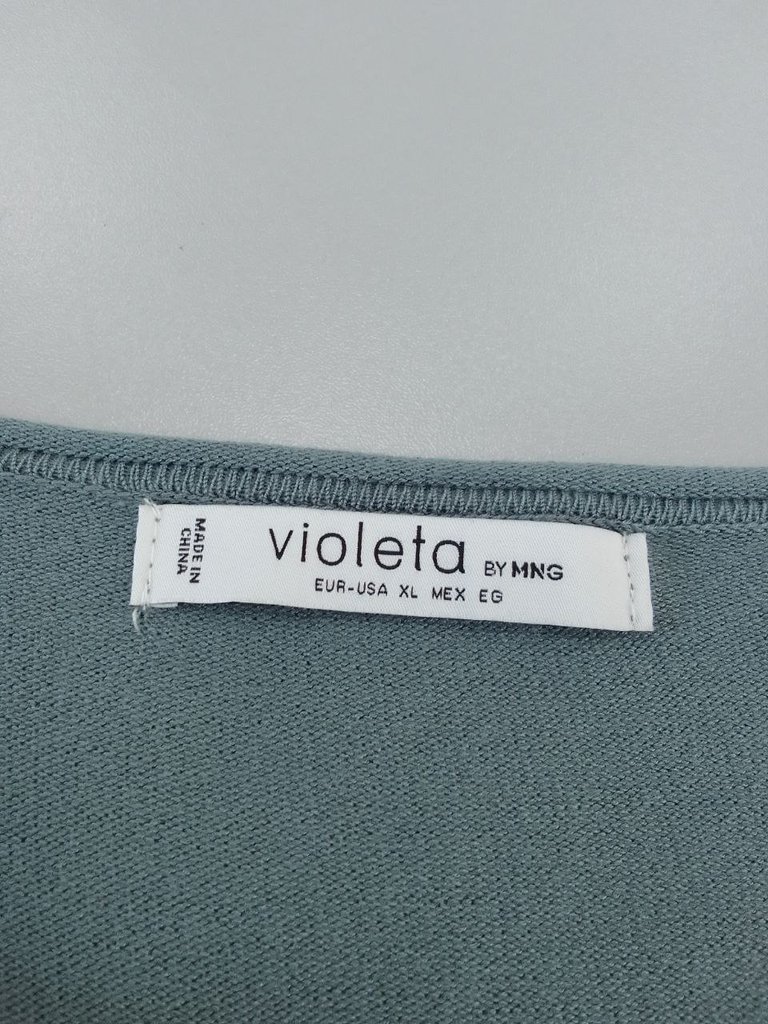 MADE IN
CHINA
violeta BY MNG
EUR-USA XL MEX EG